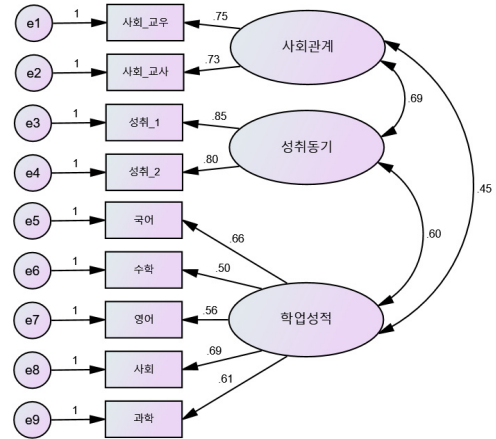 e1 1 사회_교우 .75 사회관계
e2 1 사회_교사 .73
e3 1 성취_1 .85 성취동기 .69
e4 1 성취_2 .80 .45
e5 1 국어 .66 .60
e6 1 수학 .50
e7 1 영어 .56 학업성적
e8 1 사회 .69
e9 1 과학 .61